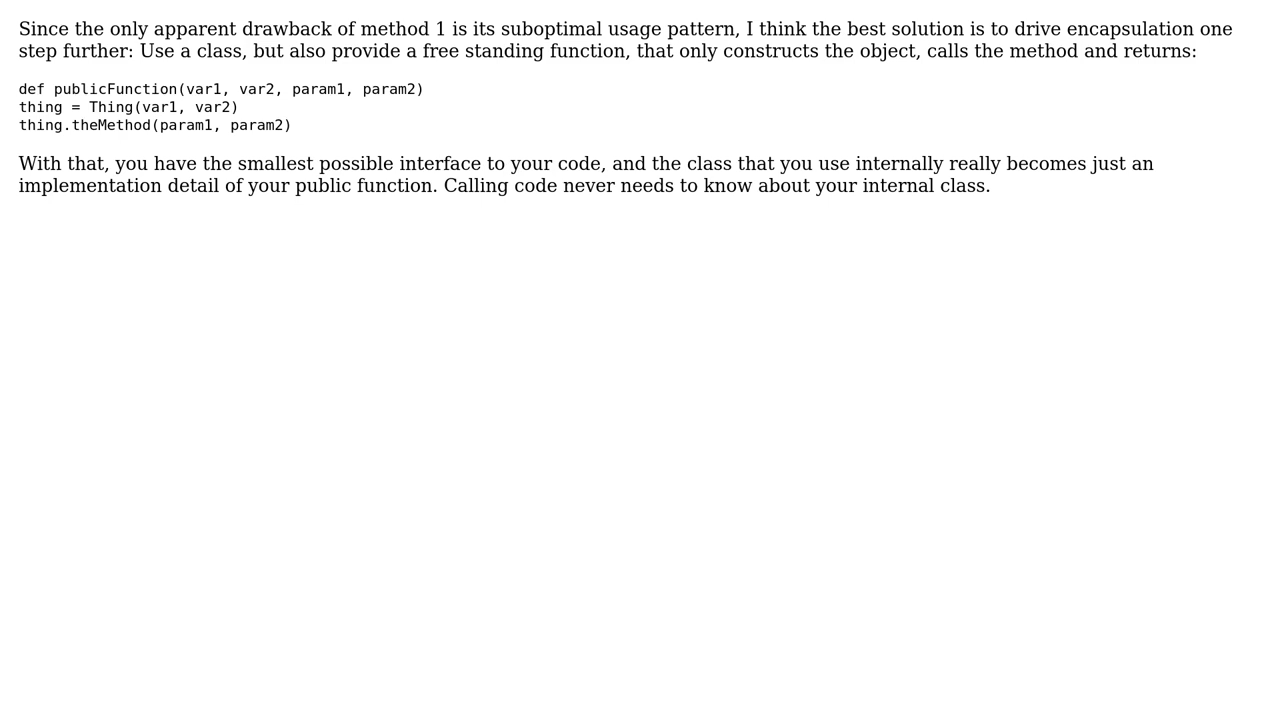 Since the only apparent drawback of method 1 is its suboptimal usage pattern, I think the best solution is to drive encapsulation one
step further: Use a class, but also provide a free standing function, that only constructs the object, calls the method and returns:
def publicFunction(var1, var2, param1, param2)
thing = Thing(var1, var2)
thing.theMethod(param1, param2)
With that, you have the smallest possible interface to your code, and the class that you use internally really becomes just an
implementation detail of your public function. Calling code never needs to know about your internal class.